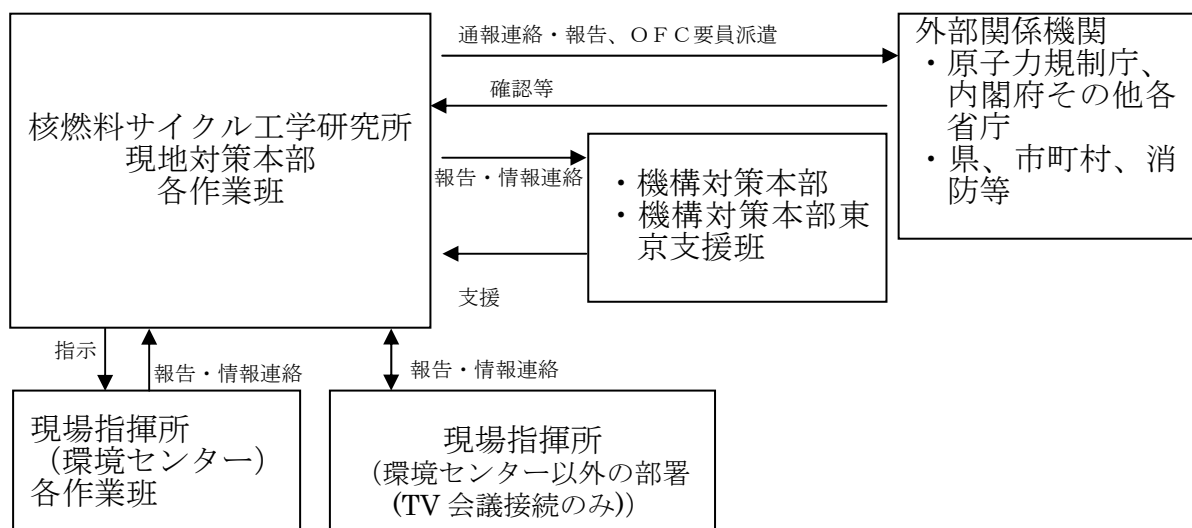 核燃料サイクル工学研究所
現地対策本部
各作業班
通報連絡・報告、OFC要員派遣
確認等
外部関係機関
・原子力規制庁、
内閣府その他各
省庁
・県、市町村、消
防等
報告・情報連絡
・機構対策本部
・機構対策本部東
京支援班
支援
指示
報告・情報連絡
報告・情報連絡
現場指揮所
（環境センター）
各作業班
現場指揮所
（環境センター以外の部署
(TV 会議接続のみ)）